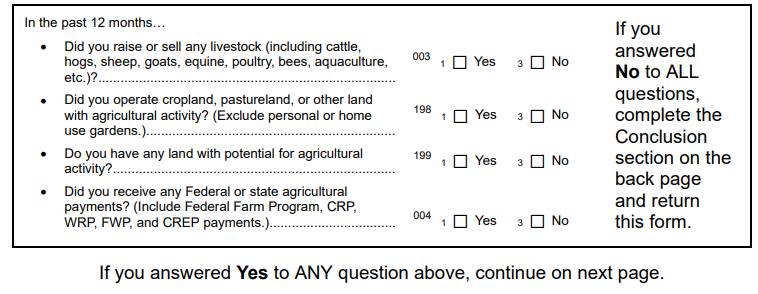 In the past 12 months…
• Did you raise or sell any livestock (including cattle,
hogs, sheep, goats, equine, poultry, bees, aquaculture,
etc.)?................................................................................ 003 1 ☐ Yes 3 ☐ No
• Did you operate cropland, pastureland, or other land
with agricultural activity? (Exclude personal or home
use gardens.)................................................................... 198 1 ☐ Yes 3 ☐ No
• Do you have any land with potential for agricultural
activity?............................................................................ 199 1 ☐ Yes 3 ☐ No
• Did you receive any Federal or state agricultural
payments? (Include Federal Farm Program, CRP,
WRP, FWP, and CREP payments.).................................. 004 1 ☐ Yes 3 ☐ No
If you
answered
No to ALL
questions,
complete the
Conclusion
section on the
back page
and return
this form.
If you answered Yes to ANY question above, continue on next page.